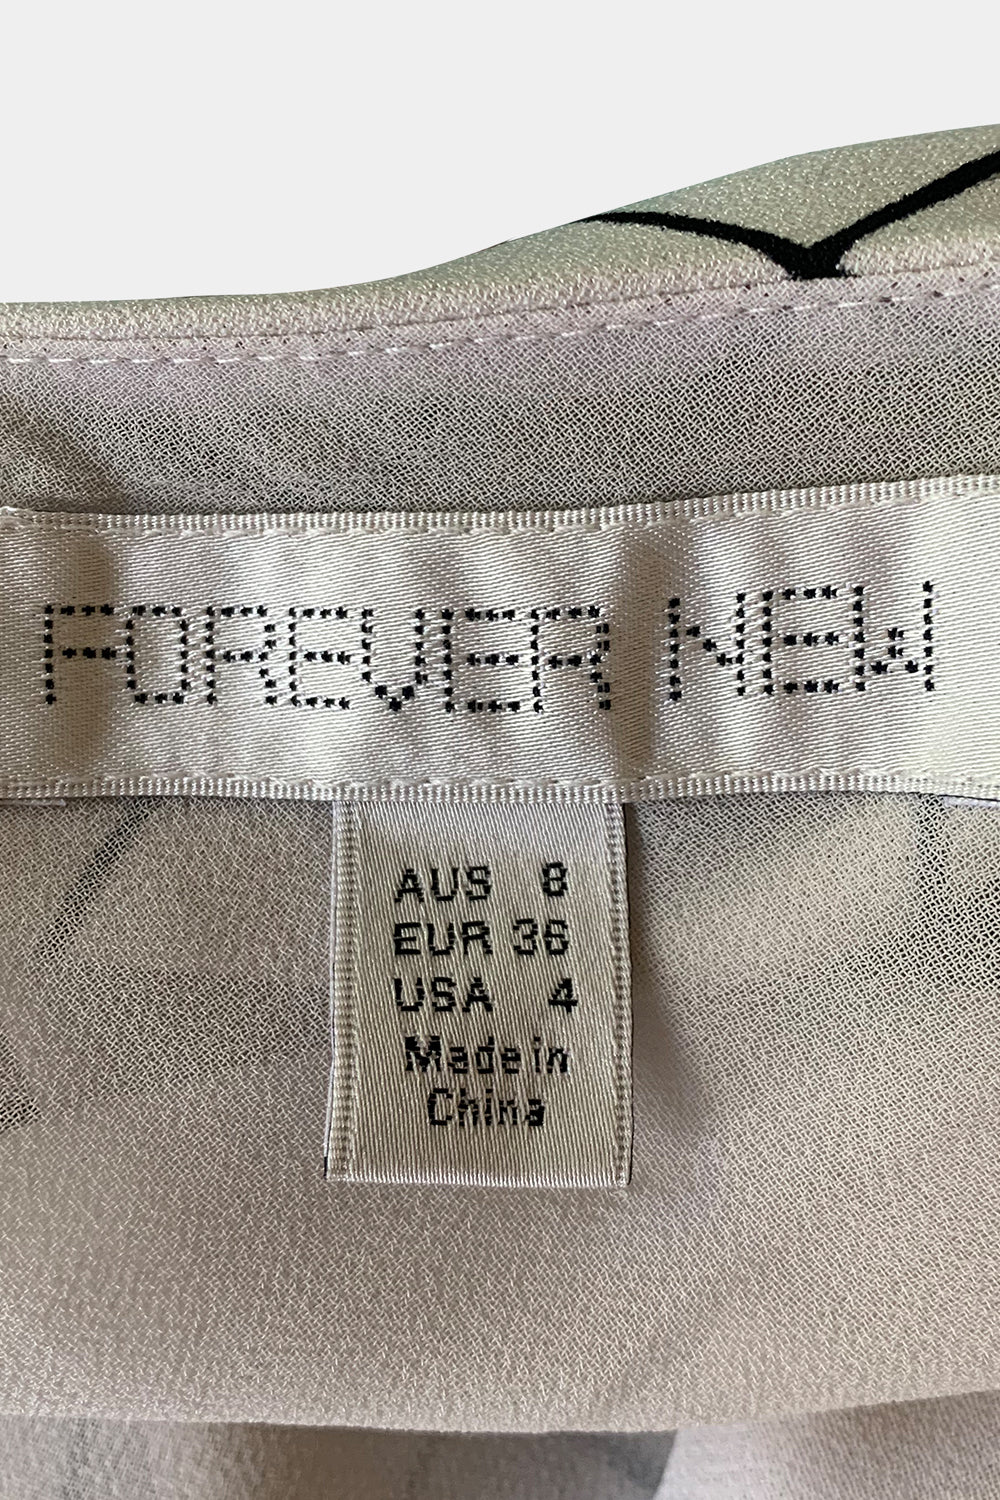 FOREVER NEW
AUS 8
EUR 36
USA 4
Made in
China